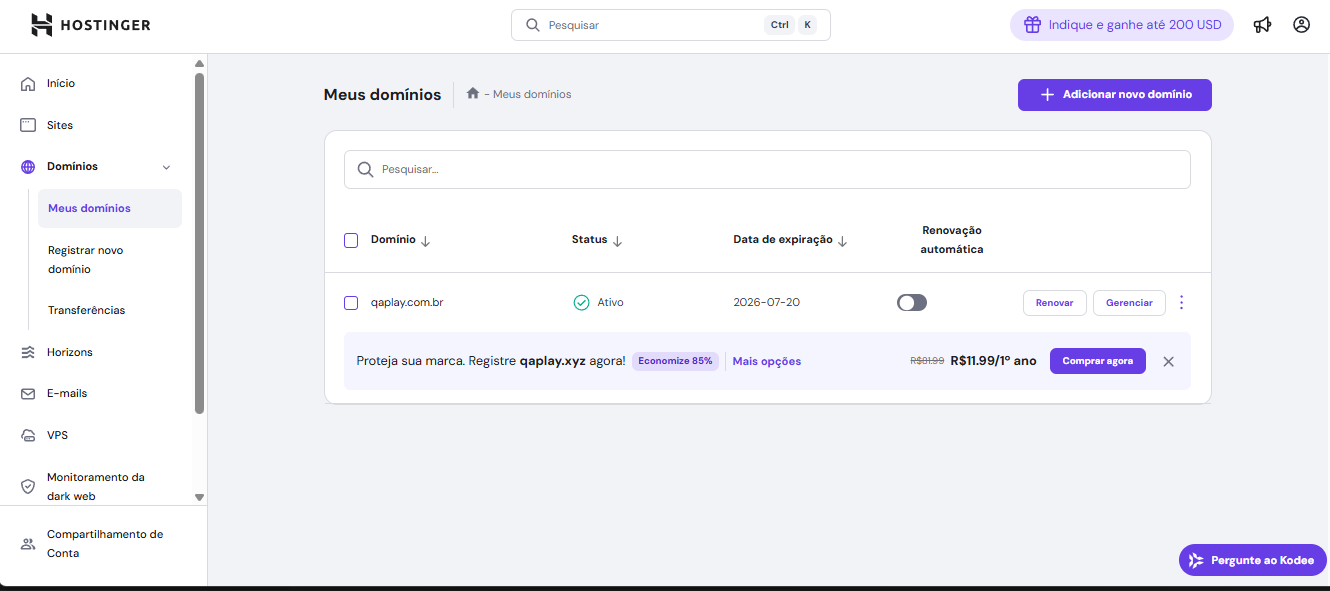 HOSTINGER
Pesquisar
Ctrl
K
Indique e ganhe até 200 USD
Início
Sites
Domínios
Meus domínios
Registrar novo
domínio
Transferências
Horizons
E-mails
VPS
Monitoramento da
dark web
Compartilhamento de
Conta
Meus domínios
- Meus domínios
Adicionar novo domínio
Pesquisar...
Domínio
Status
Data de expiração
Renovação
automática
qaplay.com.br
Ativo
2026-07-20
Renovar
Gerenciar
Proteja sua marca. Registre qaplay.xyz agora!
Economize 85%
Mais opções
R$81.99
R$11.99/1º ano
Comprar agora
Pergunte ao Kodee